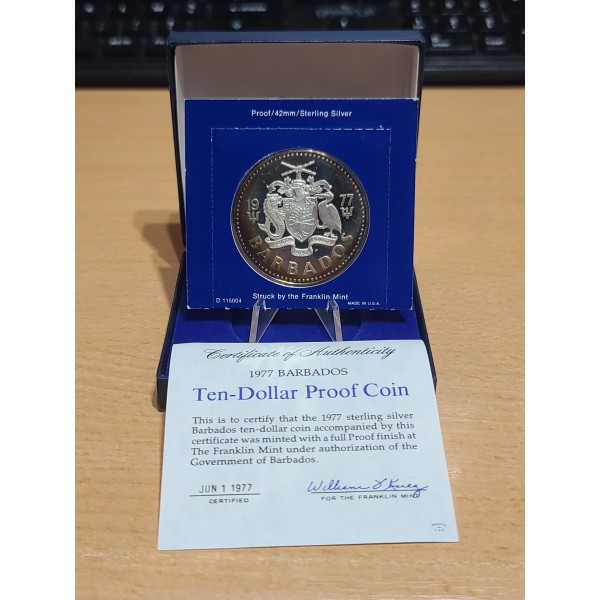 Proof/42mm/Sterling Silver
19 77
BARBADOS
D 115004
Struck by the Franklin Mint
MADE IN U.S.A.
Certificate of Authenticity
1977 BARBADOS
Ten-Dollar Proof Coin
This is to certify that the 1977 sterling silver
Barbados ten-dollar coin accompanied by this
certificate was minted with a full Proof finish at
The Franklin Mint under authorization of the
Government of Barbados.
JUN 1 1977
CERTIFIED
FOR THE FRANKLIN MINT